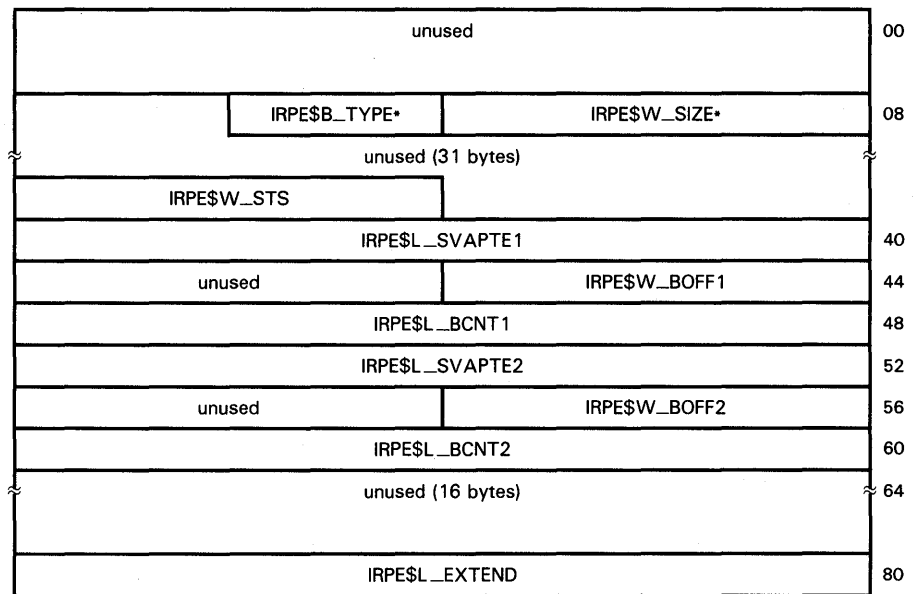 unused 00
IRPE$B_TYPE* IRPE$W_SIZE* 08
unused (31 bytes)
IRPE$W_STS
IRPE$L_SVAPTE1 40
unused IRPE$W_BOFF1 44
IRPE$L_BCNT1 48
IRPE$L_SVAPTE2 52
unused IRPE$W_BOFF2 56
IRPE$L_BCNT2 60
unused (16 bytes) 64
IRPE$L_EXTEND 80